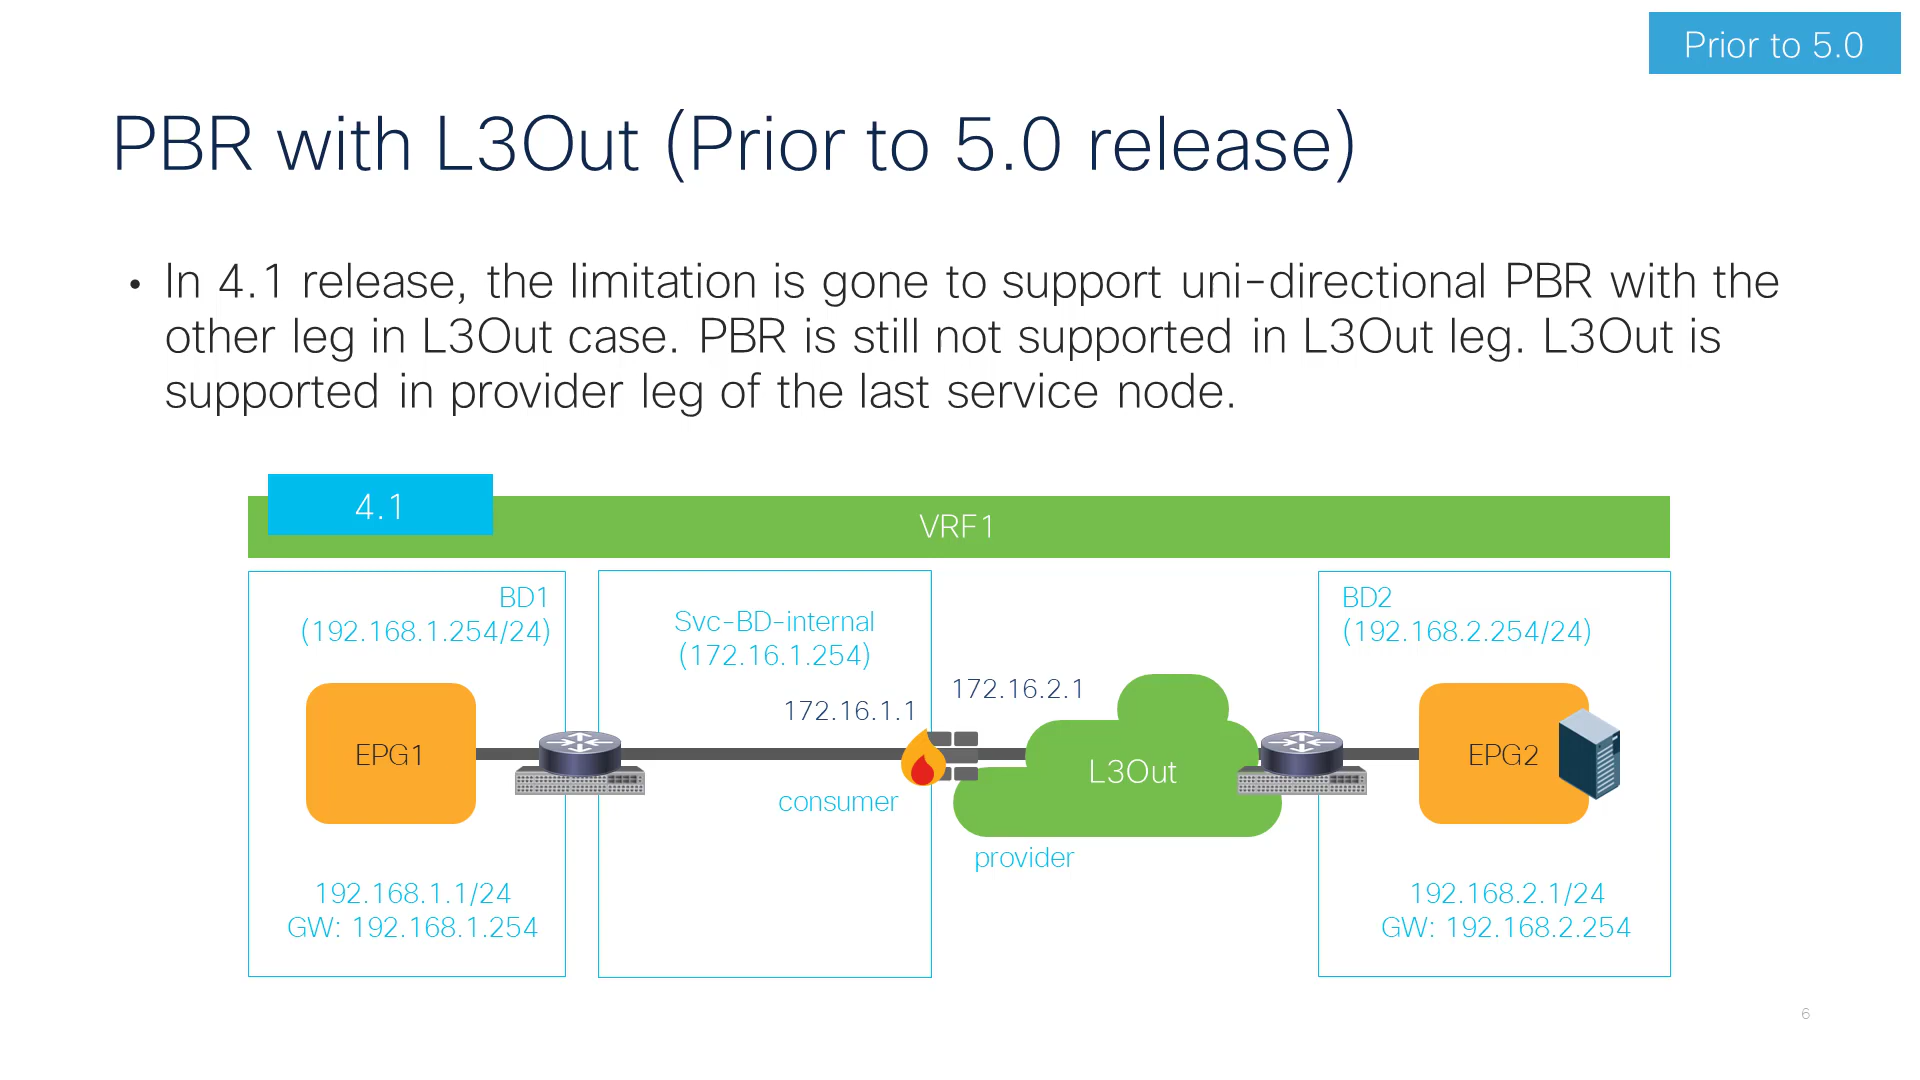 Prior to 5.0
PBR with L3Out (Prior to 5.0 release)
• In 4.1 release, the limitation is gone to support uni-directional PBR with the
other leg in L3Out case. PBR is still not supported in L3Out leg. L3Out is
supported in provider leg of the last service node.
4.1
VRF1
BD1
(192.168.1.254/24)
EPG1
192.168.1.1/24
GW: 192.168.1.254
Svc-BD-internal
(172.16.1.254)
172.16.1.1
consumer
172.16.2.1
L3Out
provider
BD2
(192.168.2.254/24)
EPG2
192.168.2.1/24
GW: 192.168.2.254
6